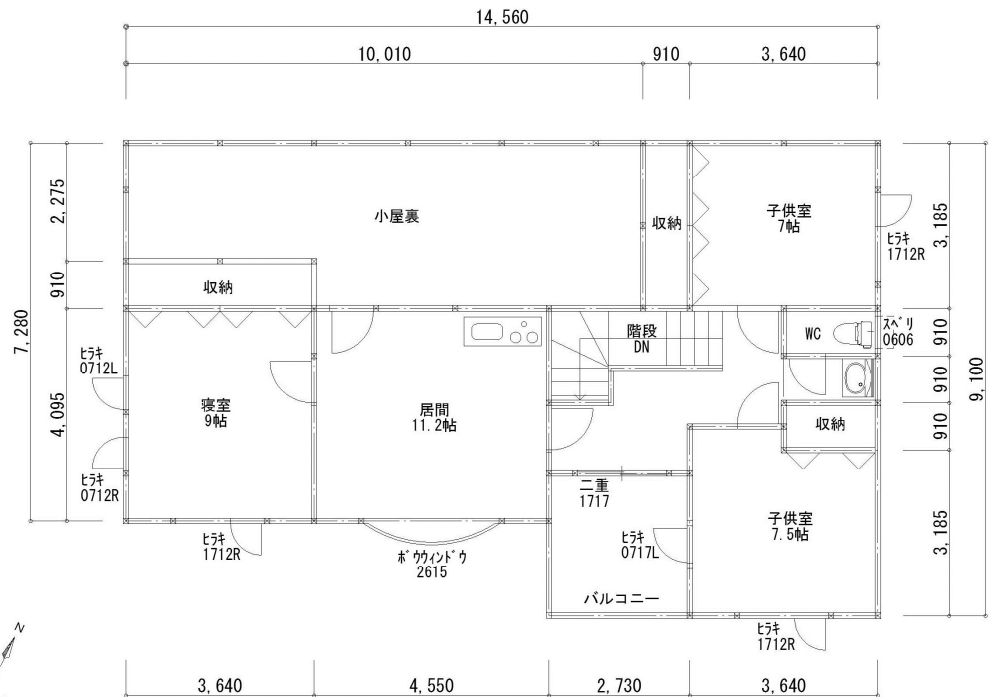 14,560
10,010
910
3,640
2,275
910
7,280
4,095
小屋裏
収納
子供室
7帖
ﾋﾗｷ
1712R
3,185
収納
階段
DN
WC
ｽﾍﾞﾘ
0606
910
910
910
9,100
ﾋﾗｷ
0712L
寝室
9帖
居間
11.2帖
収納
ﾋﾗｷ
0712R
二重
1717
ﾋﾗｷ
1712R
ﾎﾞｳｳｨﾝﾄﾞｳ
2615
ﾋﾗｷ
0717L
子供室
7.5帖
3,185
バルコニー
ﾋﾗｷ
1712R
N
3,640
4,550
2,730
3,640